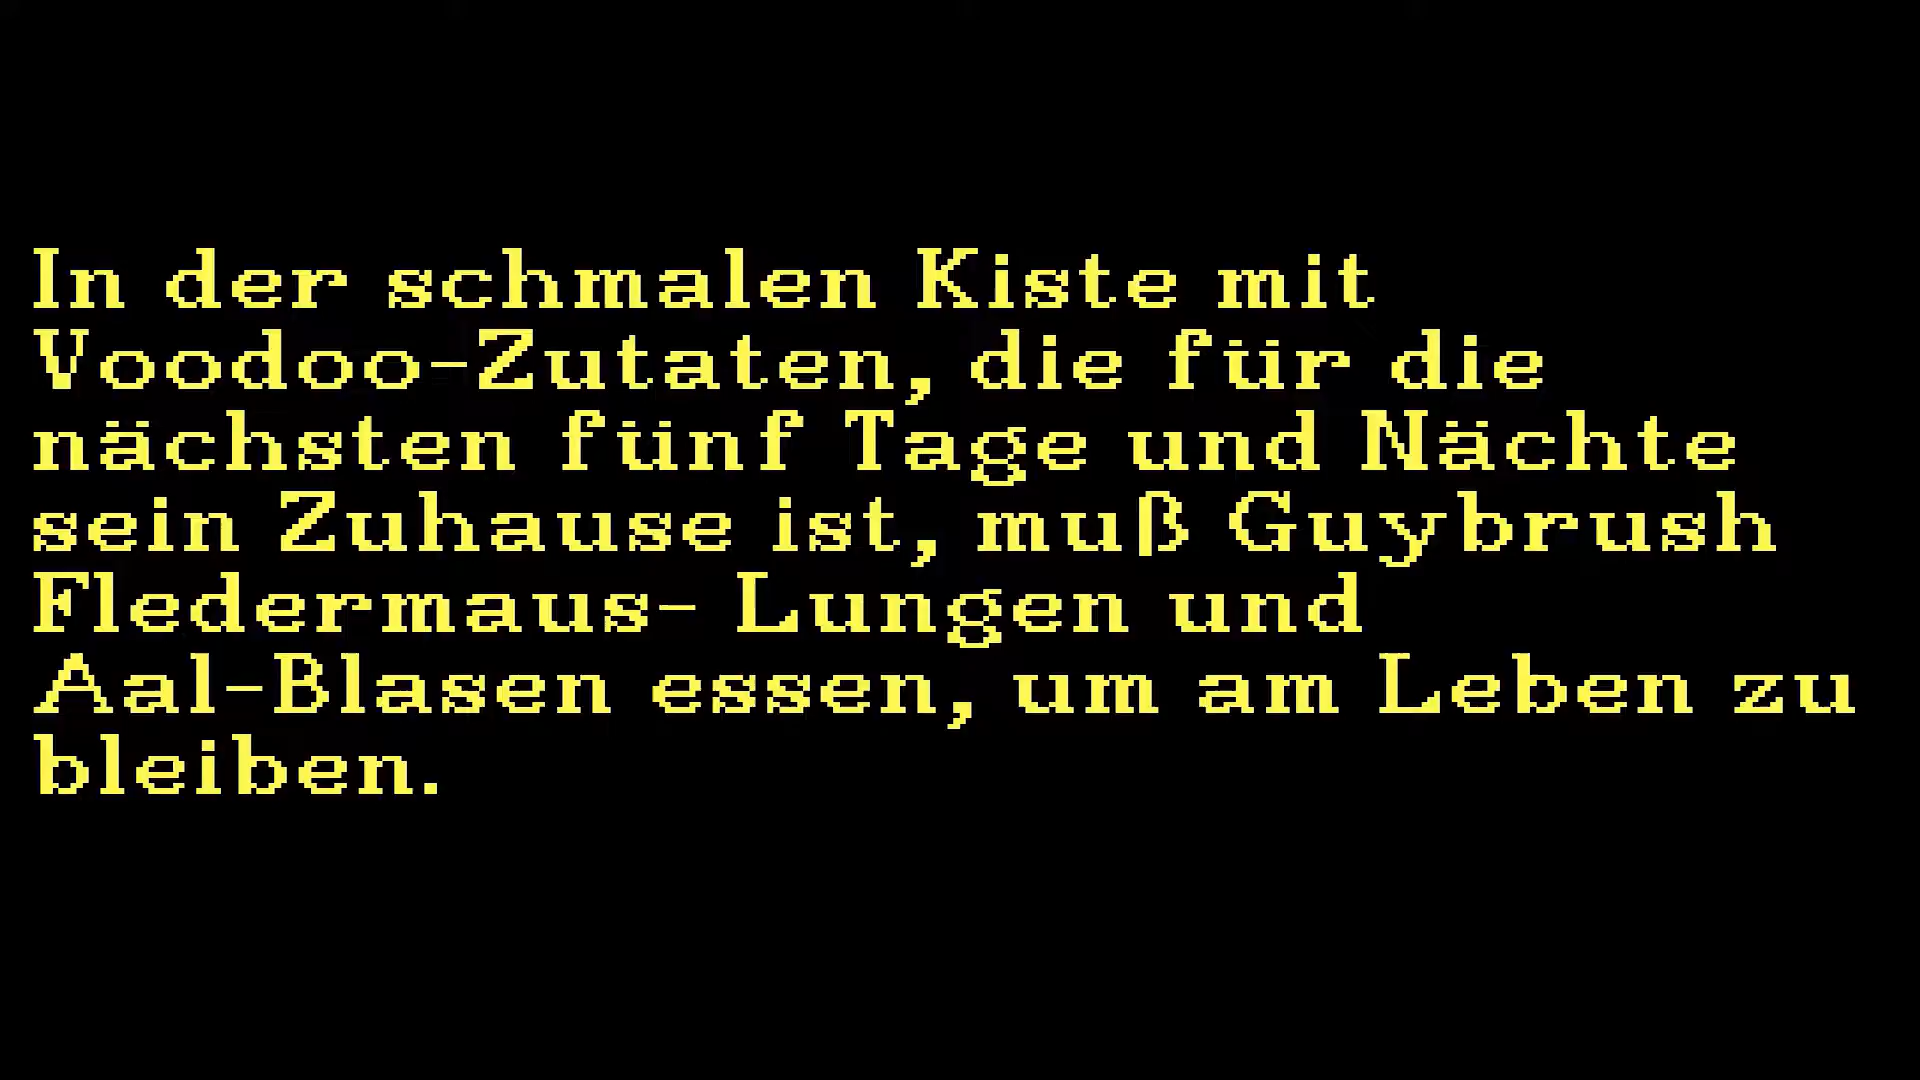 In der schmalen Kiste mit
Voodoo-Zutaten, die für die
nächsten fünf Tage und Nächte
sein Zuhause ist, muß Guybrush
Fledermaus- Lungen und
Aal-Blasen essen, um am Leben zu
bleiben.